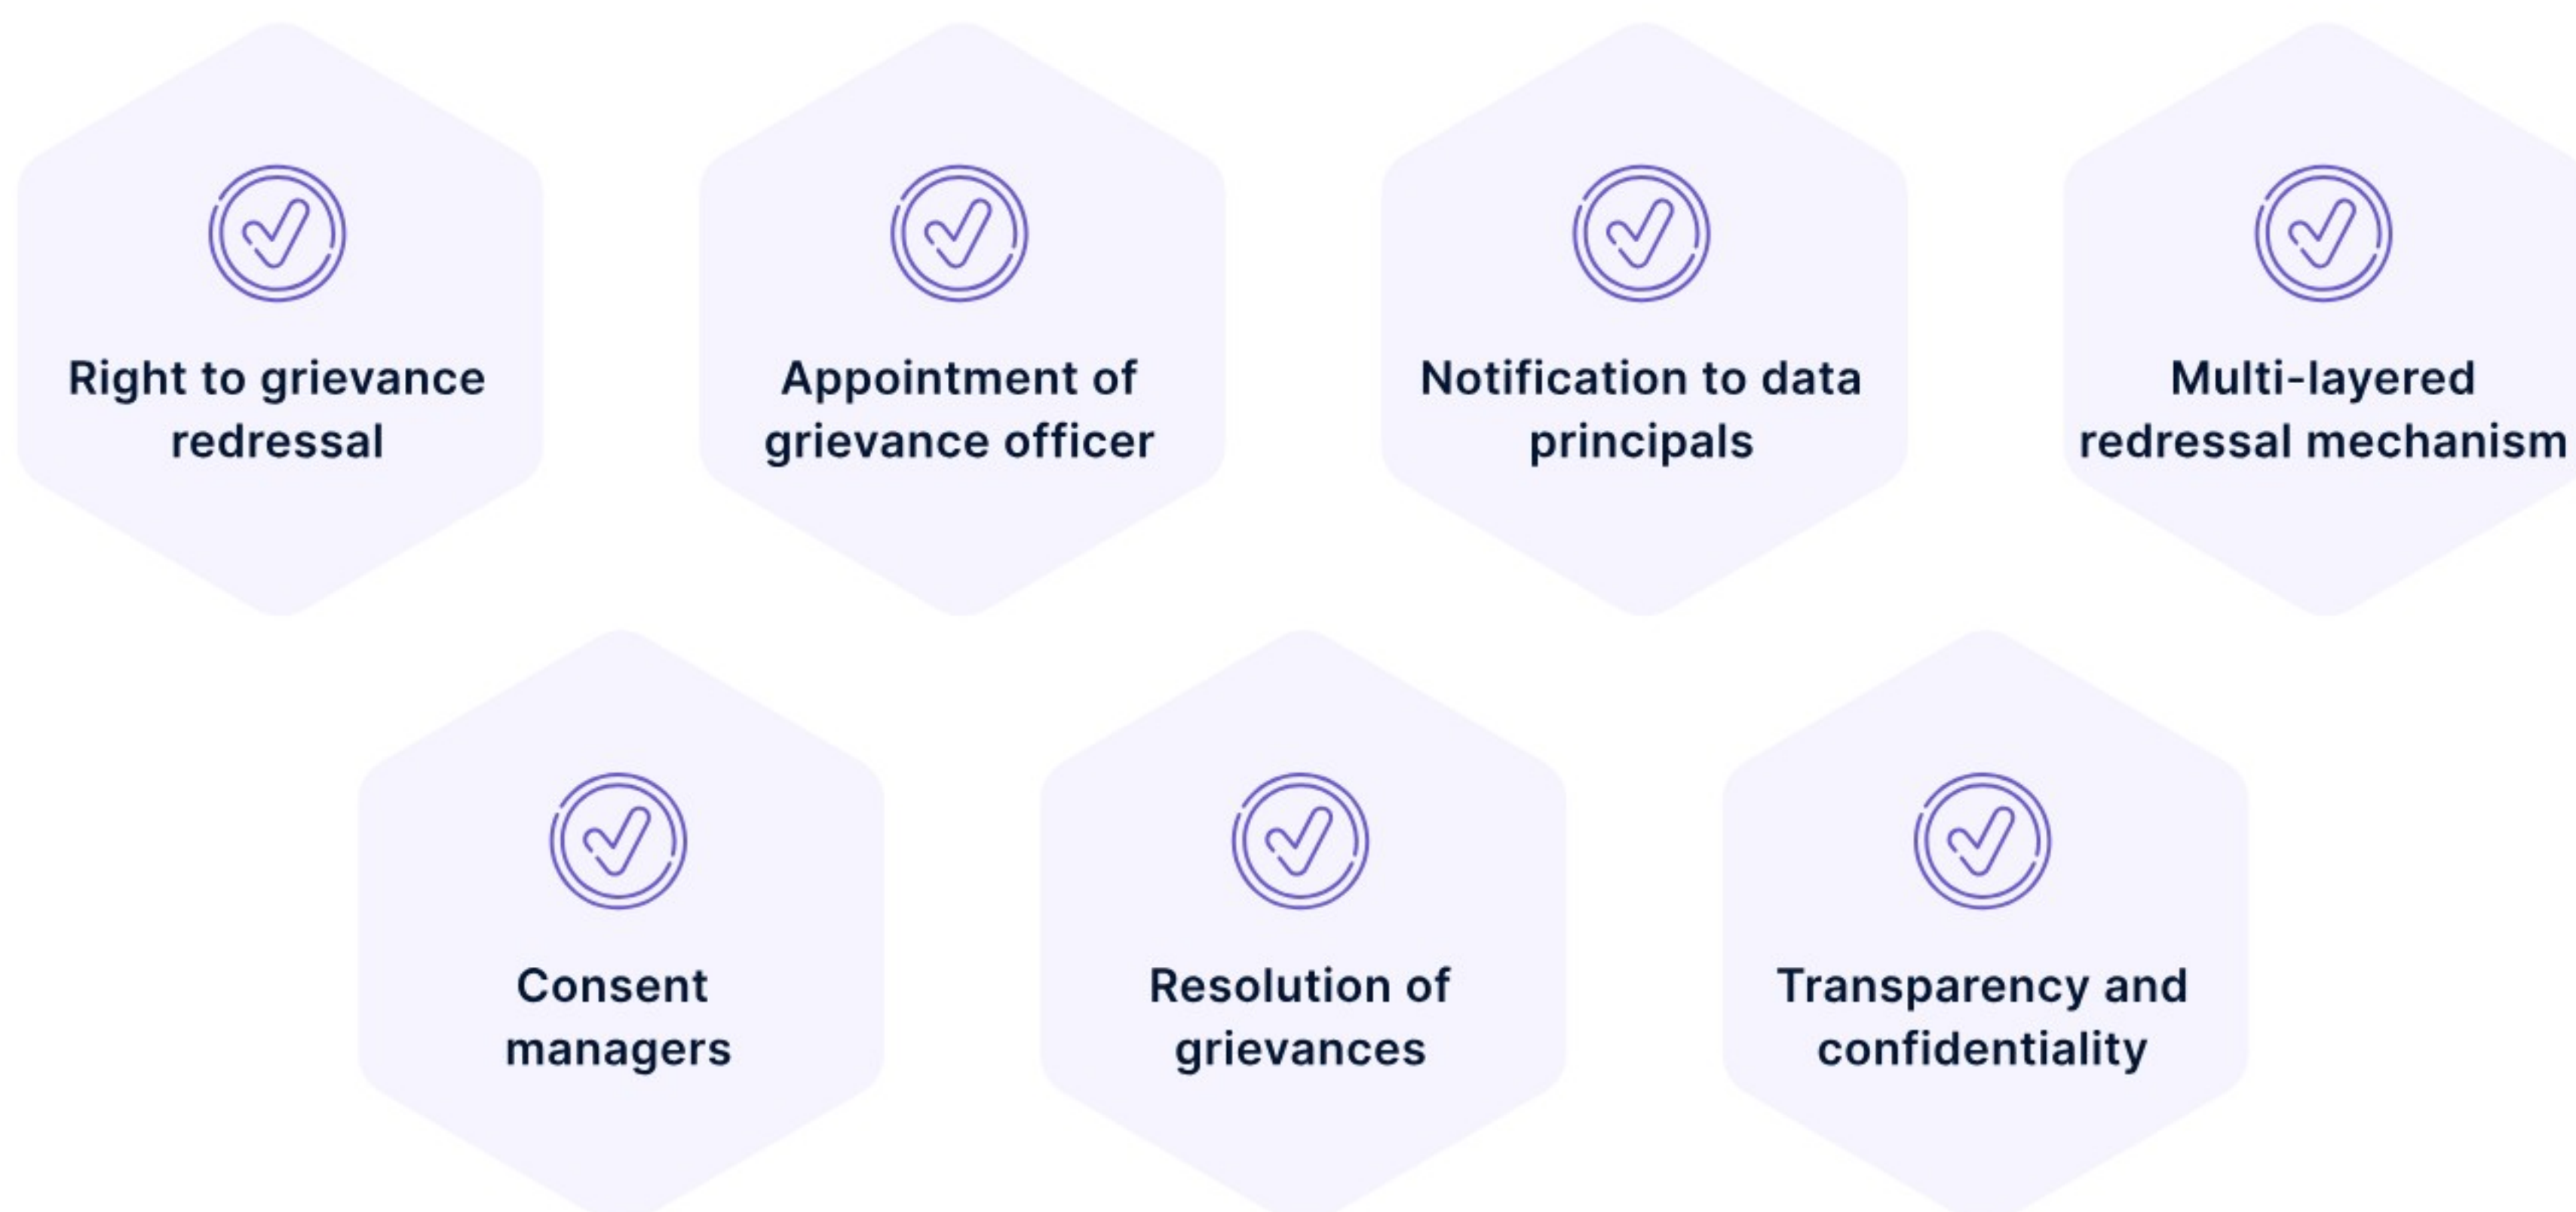 Right to grievance
redressal
Appointment of
grievance officer
Notification to data
principals
Multi-layered
redressal mechanism
Consent
managers
Resolution of
grievances
Transparency and
confidentiality